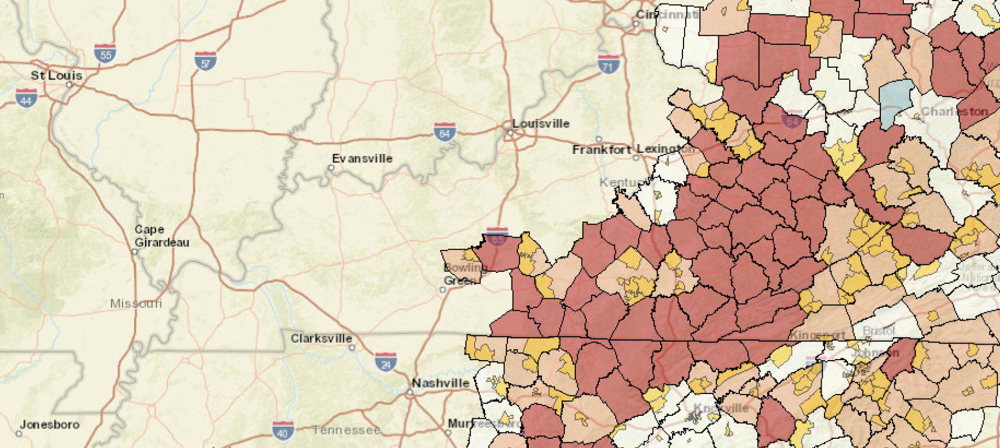 Cincinnati
55
57
71
St Louis
44
Charleston
64
Louisville
64
Frankfort
Lexington
Evansville
Kentucky
Cape
Girardeau
65
Bowling
Green
Missouri
Kingsport
Bristol
Clarksville
Johnson
24
Nashville
Knoxville
Jonesboro
40
Tennessee
Murfreesboro